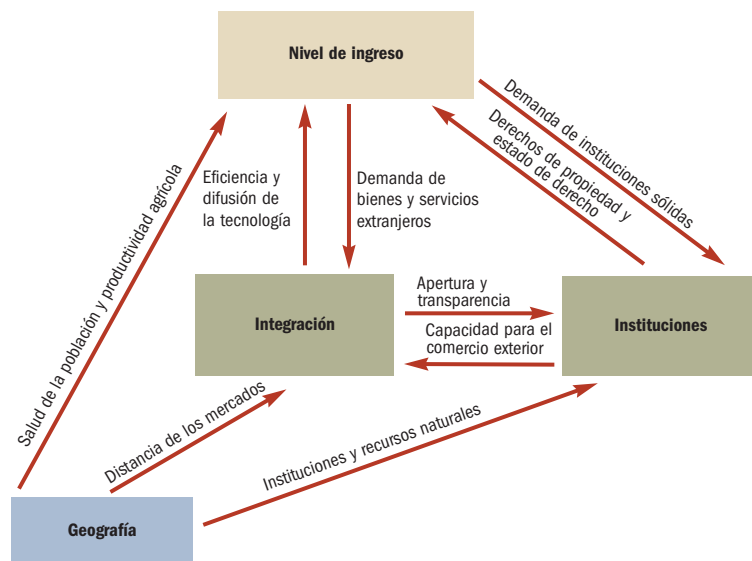 Nivel de ingreso
Demanda de instituciones sólidas
Derechos de propiedad y
estado de derecho
Salud de la población y productividad agrícola
Eficiencia y
difusión de
la tecnología
Demanda de
bienes y servicios
extranjeros
Integración
Apertura y
transparencia
Capacidad para el
comercio exterior
Instituciones
Distancia de los mercados
Instituciones y recursos naturales
Geografía